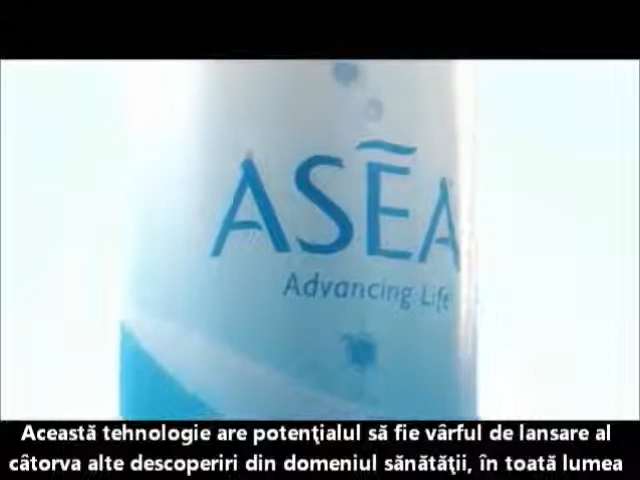 ASEA
Advancing Life
Această tehnologie are potenţialul să fie vârful de lansare al
câtorva alte descoperiri din domeniul sănătăţii, în toată lumea